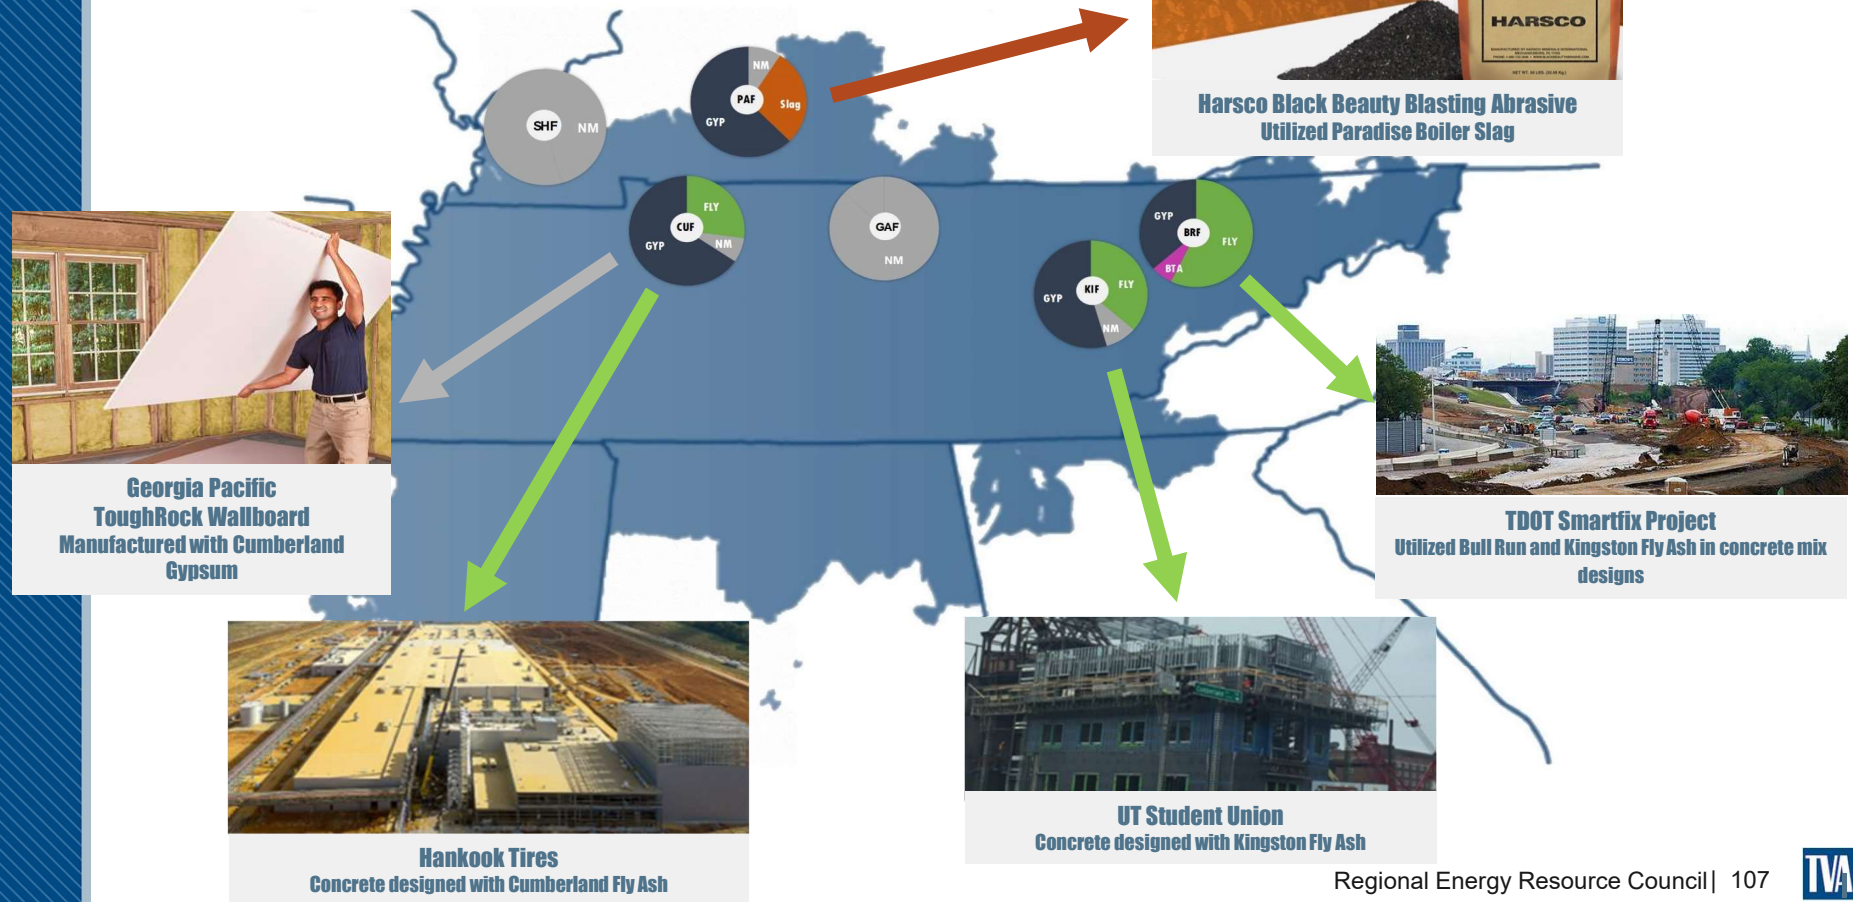 HARSCO
Harsco Black Beauty Blasting Abrasive
Utilized Paradise Boiler Slag
NM
PAF
Slag
GYP
SHF
NM
FLY
CUF
NM
GYP
GAF
NM
GYP
BRF
FLY
BTA
KIF
FLY
GYP
NM
Georgia Pacific
ToughRock Wallboard
Manufactured with Cumberland
Gypsum
TDOT Smartfix Project
Utilized Bull Run and Kingston Fly Ash in concrete mix
designs
UT Student Union
Concrete designed with Kingston Fly Ash
Hankook Tires
Concrete designed with Cumberland Fly Ash
Regional Energy Resource Council| 107
TVA